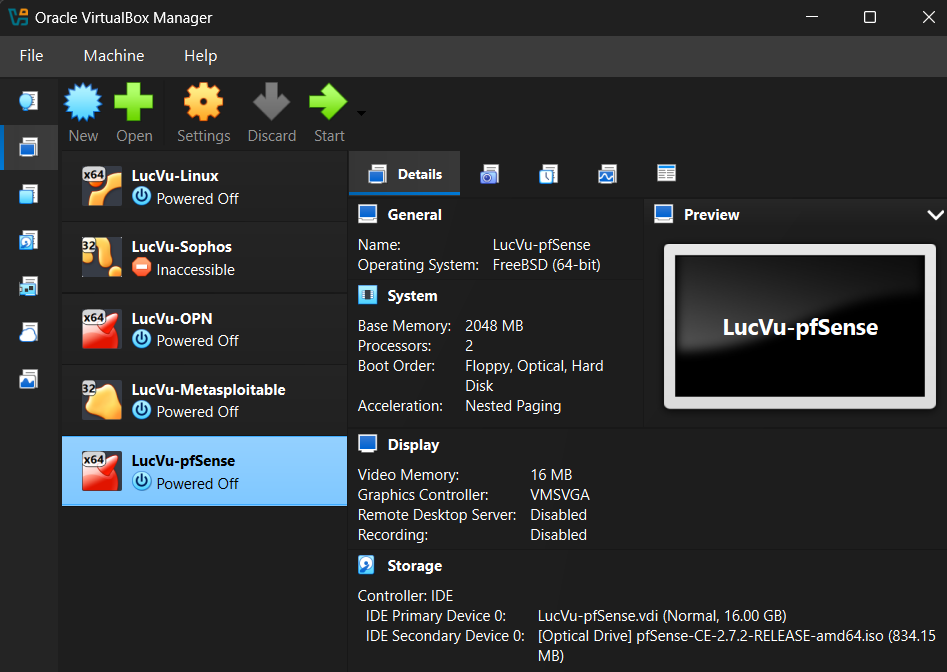 Oracle VirtualBox Manager
File Machine Help
New Open Settings Discard Start
x64 LucVu-Linux
Powered Off
32 LucVu-Sophos
Inaccessible
x64 LucVu-OPN
Powered Off
32 LucVu-Metasploitable
Powered Off
x64 LucVu-pfSense
Powered Off
Details
General
Name: LucVu-pfSense
Operating System: FreeBSD (64-bit)
System
Base Memory: 2048 MB
Processors: 2
Boot Order: Floppy, Optical, Hard
Disk
Acceleration: Nested Paging
Preview
LucVu-pfSense
Display
Video Memory: 16 MB
Graphics Controller: VMSVGA
Remote Desktop Server: Disabled
Recording: Disabled
Storage
Controller: IDE
IDE Primary Device 0: LucVu-pfSense.vdi (Normal, 16.00 GB)
IDE Secondary Device 0: [Optical Drive] pfSense-CE-2.7.2-RELEASE-amd64.iso (834.15
MB)